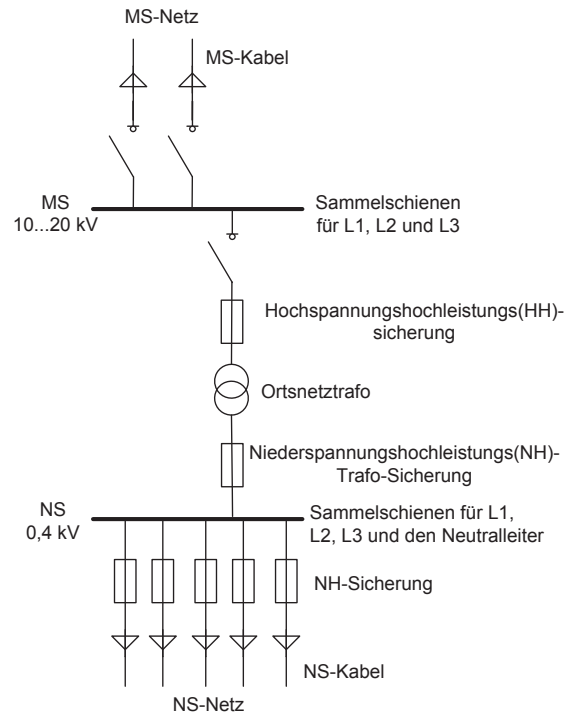 MS-Netz
MS-Kabel
MS
10...20 kV
Sammelschienen
für L1, L2 und L3
Hochspannungshochleistungs(HH)-
sicherung
Ortsnetztrafo
Niederspannungshochleistungs(NH)-
Trafo-Sicherung
NS
0,4 kV
Sammelschienen für L1,
L2, L3 und den Neutralleiter
NH-Sicherung
NS-Kabel
NS-Netz